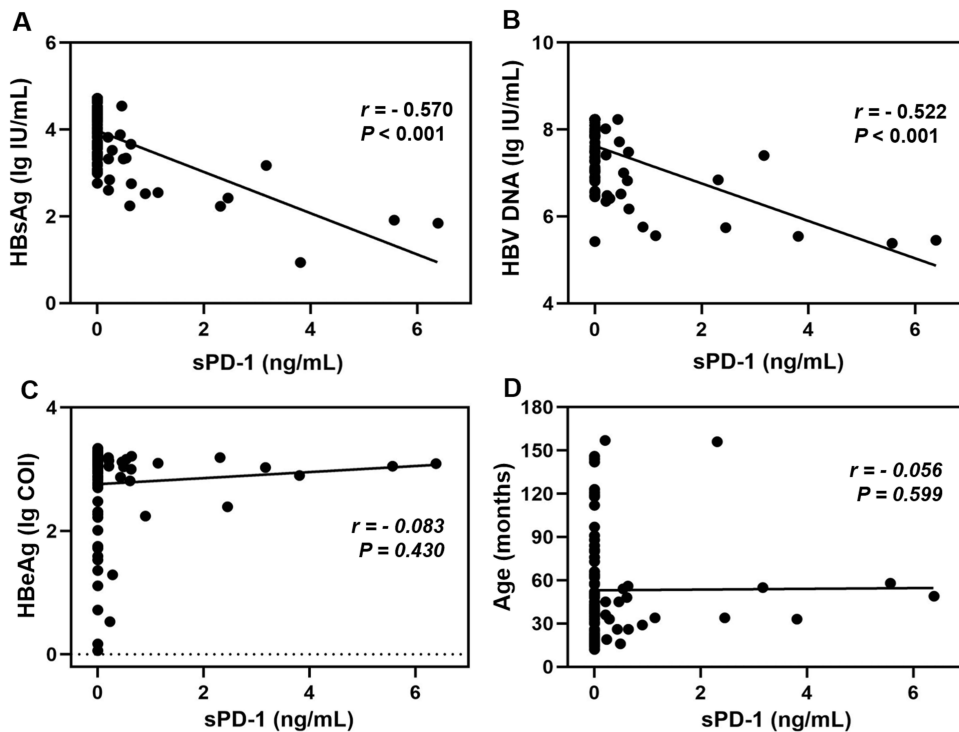 A
HBsAg (lg IU/mL)
6
4
2
0
r = - 0.570
P < 0.001
0 2 4 6
sPD-1 (ng/mL)
B
HBV DNA (lg IU/mL)
10
8
6
4
r = - 0.522
P < 0.001
0 2 4 6
sPD-1 (ng/mL)
C
HBeAg (lg COI)
4
2
0
r = - 0.083
P = 0.430
0 2 4 6
sPD-1 (ng/mL)
D
Age (months)
180
150
120
90
60
30
0
r = - 0.056
P = 0.599
0 2 4 6
sPD-1 (ng/mL)